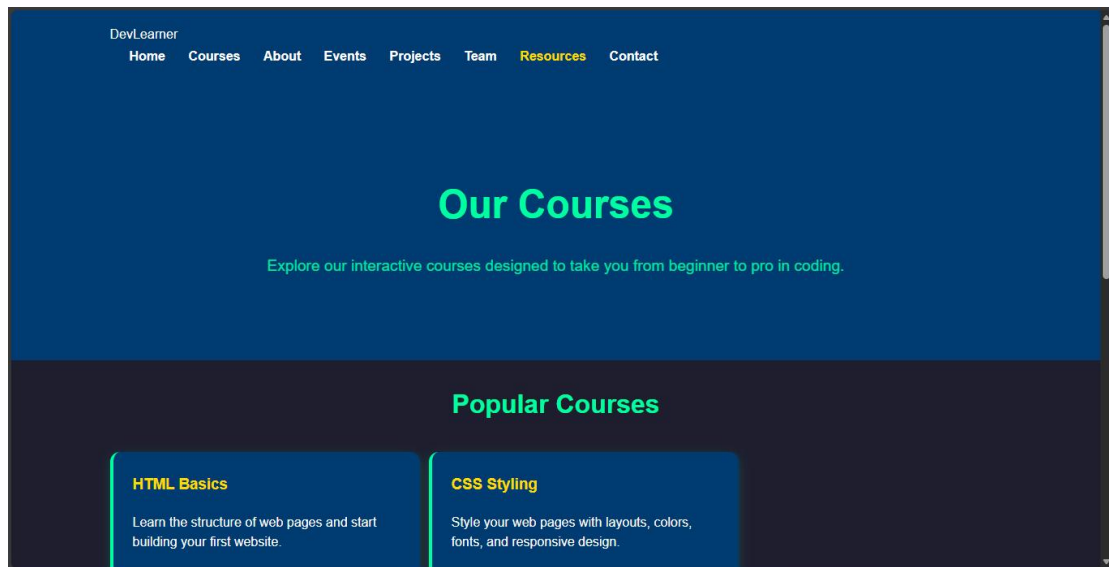 DevLearner
Home Courses About Events Projects Team Resources Contact
Our Courses
Explore our interactive courses designed to take you from beginner to pro in coding.
Popular Courses
HTML Basics
Learn the structure of web pages and start
building your first website.
CSS Styling
Style your web pages with layouts, colors,
fonts, and responsive design.